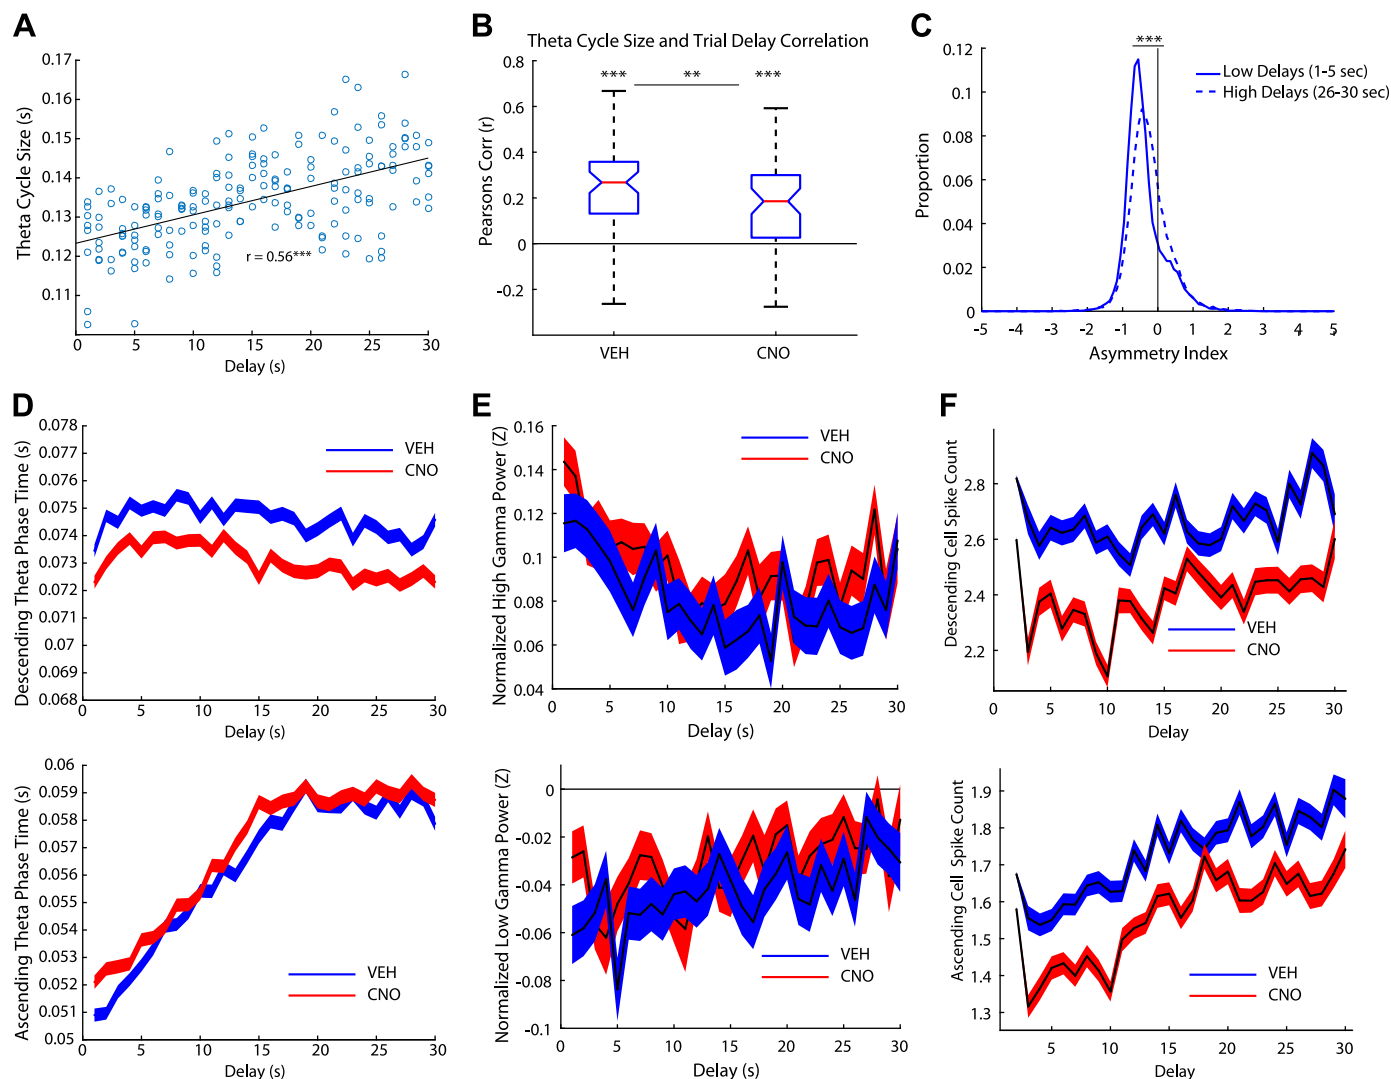 A
0.17
0.16
0.15
0.14
0.13
0.12
0.11
Theta Cycle Size (s)
r = 0.56***
0 5 10 15 20 25 30
Delay (s)
B
Theta Cycle Size and Trial Delay Correlation
0.8
0.6
0.4
0.2
0
-0.2
Pearsons Corr (r)
*** ** ***
VEH CNO
C
***
0.12
0.1
0.08
0.06
0.04
0.02
0
Proportion
Low Delays (1-5 sec)
High Delays (26-30 sec)
-5 -4 -3 -2 -1 0 1 2 3 4 5
Asymmetry Index
D
0.078
0.077
0.076
0.075
0.074
0.073
0.072
0.071
0.07
0.069
0.068
Descending Theta Phase Time (s)
VEH
CNO
0 5 10 15 20 25 30
Delay (s)
0.06
0.059
0.058
0.057
0.056
0.055
0.054
0.053
0.052
0.051
0.05
Ascending Theta Phase Time (s)
VEH
CNO
0 5 10 15 20 25 30
Delay (s)
E
0.16
0.14
0.12
0.1
0.08
0.06
0.04
Normalized High Gamma Power (Z)
VEH
CNO
0 5 10 15 20 25 30
Delay (s)
0
-0.02
-0.04
-0.06
-0.08
-0.1
Normalized Low Gamma Power (Z)
VEH
CNO
0 5 10 15 20 25 30
Delay (s)
F
2.8
2.6
2.4
2.2
Descending Cell Spike Count
VEH
CNO
0 5 10 15 20 25 30
Delay
1.9
1.8
1.7
1.6
1.5
1.4
1.3
Ascending Cell Spike Count
VEH
CNO
5 10 15 20 25 30
Delay